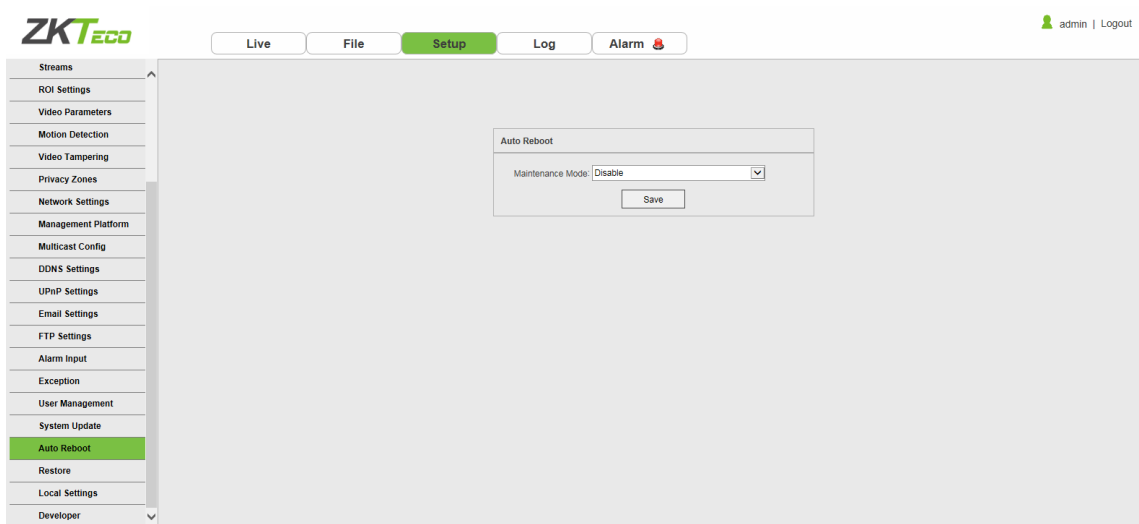 ZKTECO
admin | Logout
Live File Setup Log Alarm
Streams
ROI Settings
Video Parameters
Motion Detection
Video Tampering
Privacy Zones
Network Settings
Management Platform
Multicast Config
DDNS Settings
UPnP Settings
Email Settings
FTP Settings
Alarm Input
Exception
User Management
System Update
Auto Reboot
Restore
Local Settings
Developer
Auto Reboot
Maintenance Mode: Disable
Save